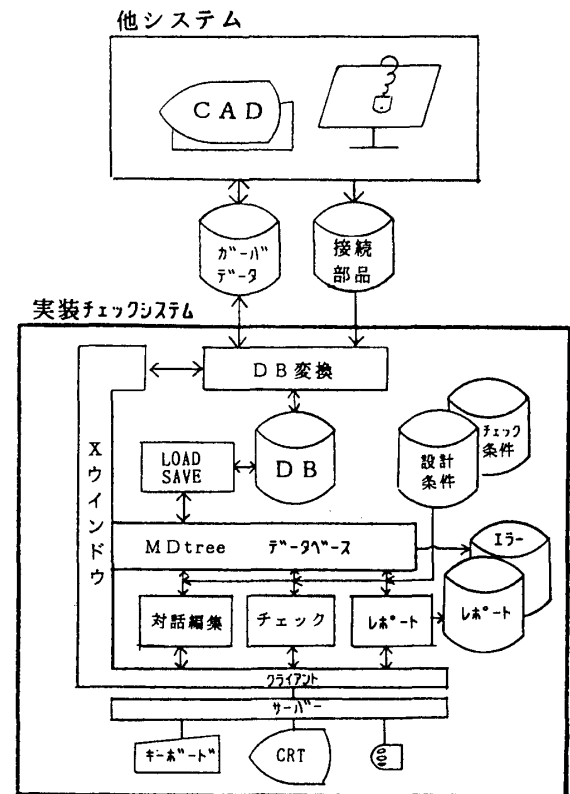 他システム
CAD
ガーバ
データ
接続
部品
実装チェックシステム
DB変換
チェック
条件
設計
条件
Xウインドウ
LOAD
SAVE
DB
MDtree データベース
エラー
レポート
対話編集
チェック
レポート
クライアント
サーバー
キーボード
CRT